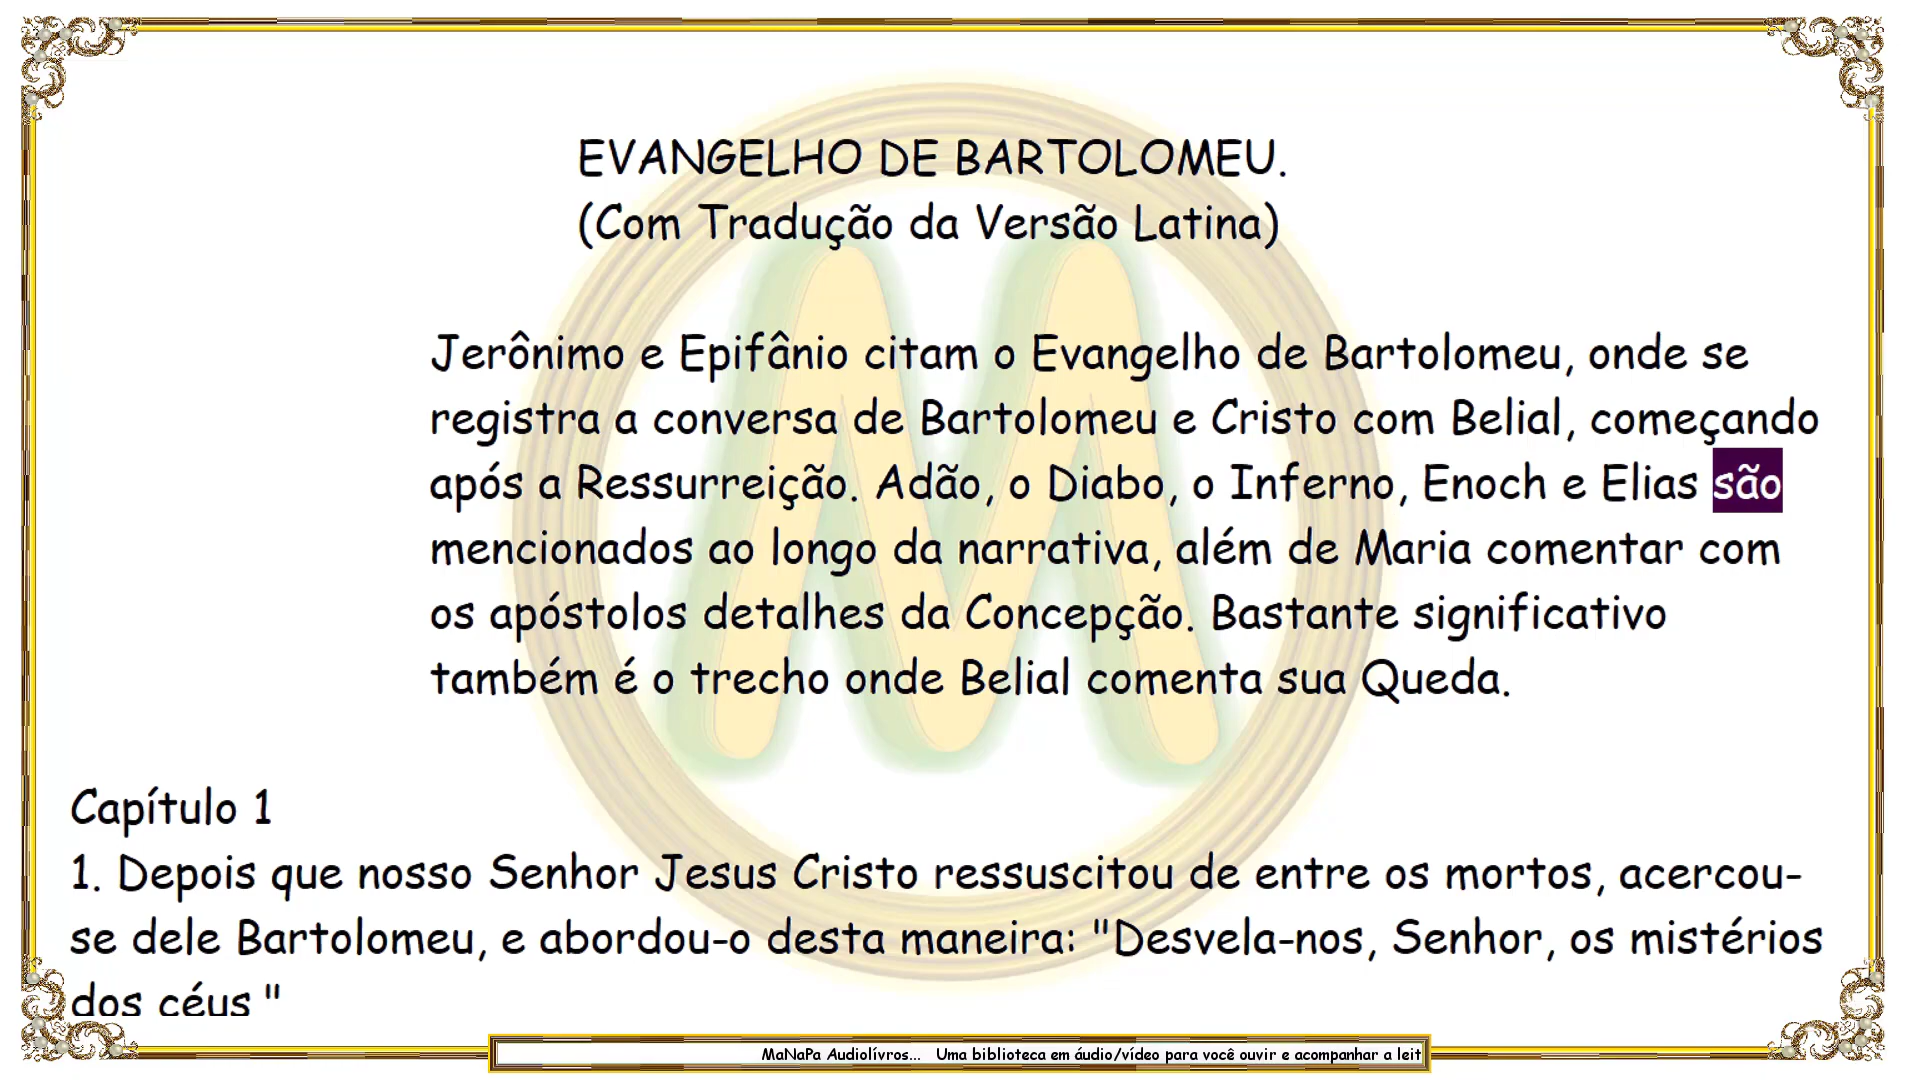 EVANGELHO DE BARTOLOMEU.
(Com Tradução da Versão Latina)
Jerônimo e Epifânio citam o Evangelho de Bartolomeu, onde se
registra a conversa de Bartolomeu e Cristo com Belial, começando
após a Ressurreição. Adão, o Diabo, o Inferno, Enoch e Elias são
mencionados ao longo da narrativa, além de Maria comentar com
os apóstolos detalhes da Concepção. Bastante significativo
também é o trecho onde Belial comenta sua Queda.
Capítulo 1
1. Depois que nosso Senhor Jesus Cristo ressuscitou de entre os mortos, acercou-
se dele Bartolomeu, e abordou-o desta maneira: "Desvela-nos, Senhor, os mistérios
dos céus "
MaNaPa Audiolívros... Uma biblioteca em áudio/vídeo para você ouvir e acompanhar a leit